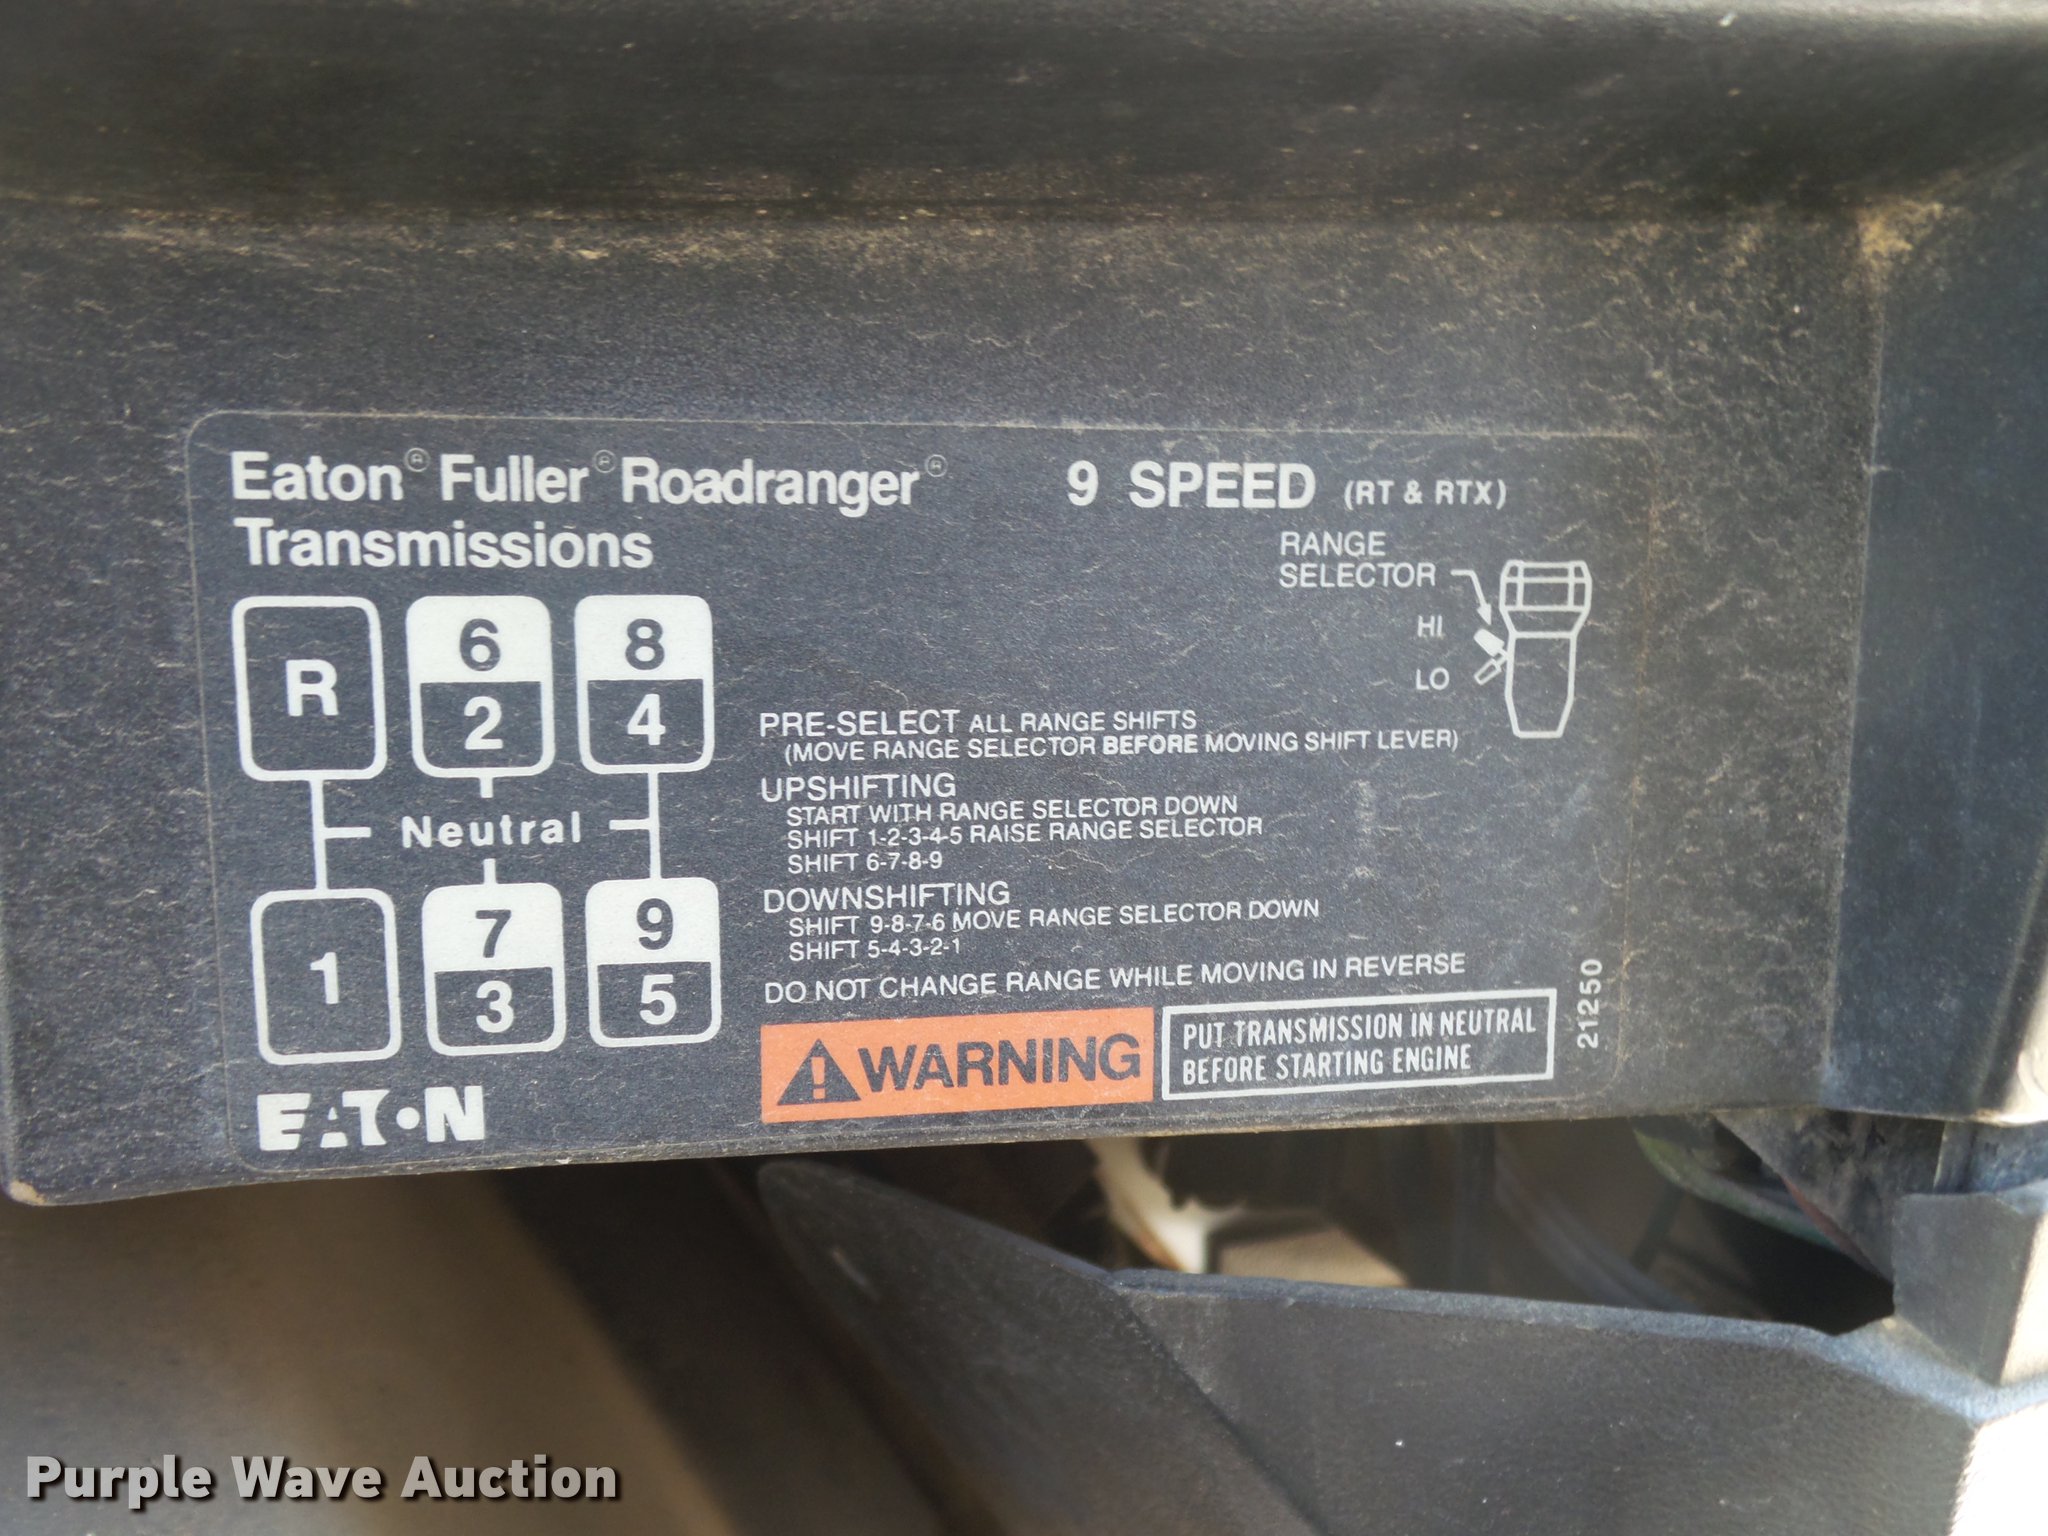 Eaton® Fuller® Roadranger®
Transmissions
9 SPEED (RT & RTX)
RANGE
SELECTOR
HI
LO
R 6 8
2 4
Neutral
1 7 9
3 5
PRE-SELECT ALL RANGE SHIFTS
(MOVE RANGE SELECTOR BEFORE MOVING SHIFT LEVER)
UPSHIFTING
START WITH RANGE SELECTOR DOWN
SHIFT 1-2-3-4-5 RAISE RANGE SELECTOR
SHIFT 6-7-8-9
DOWNSHIFTING
SHIFT 9-8-7-6 MOVE RANGE SELECTOR DOWN
SHIFT 5-4-3-2-1
DO NOT CHANGE RANGE WHILE MOVING IN REVERSE
WARNING
PUT TRANSMISSION IN NEUTRAL
BEFORE STARTING ENGINE
21250
EATON
Purple Wave Auction